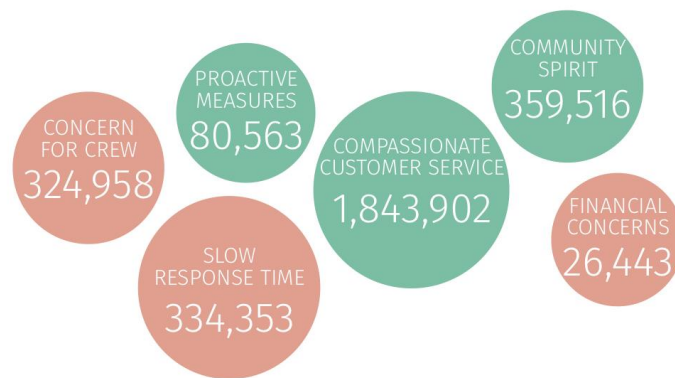 CONCERN
FOR CREW
324,958
PROACTIVE
MEASURES
80,563
SLOW
RESPONSE TIME
334,353
COMPASSIONATE
CUSTOMER SERVICE
1,843,902
COMMUNITY
SPIRIT
359,516
FINANCIAL
CONCERNS
26,443